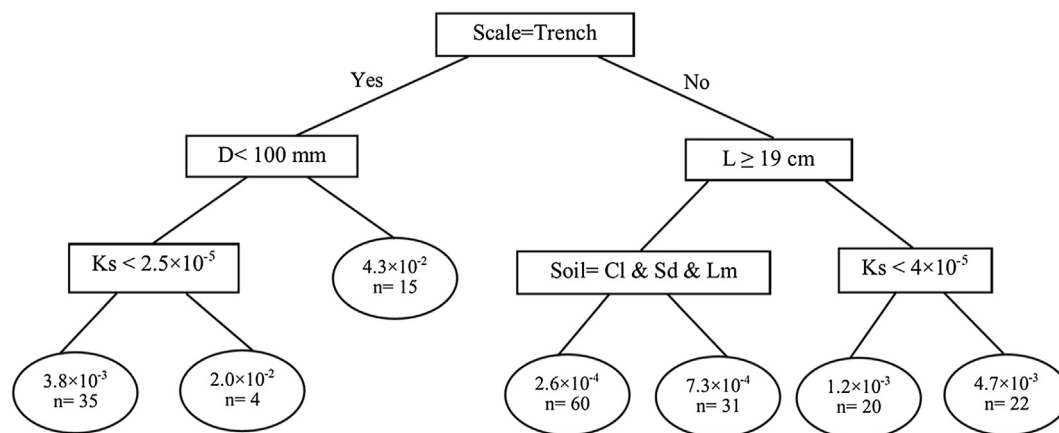 Scale=Trench
Yes
No
D< 100 mm
L ≥ 19 cm
Ks < 2.5×10⁻⁵
4.3×10⁻²
n= 15
Soil= Cl & Sd & Lm
Ks < 4×10⁻⁵
3.8×10⁻³
n= 35
2.0×10⁻²
n= 4
2.6×10⁻⁴
n= 60
7.3×10⁻⁴
n= 31
1.2×10⁻³
n= 20
4.7×10⁻³
n= 22